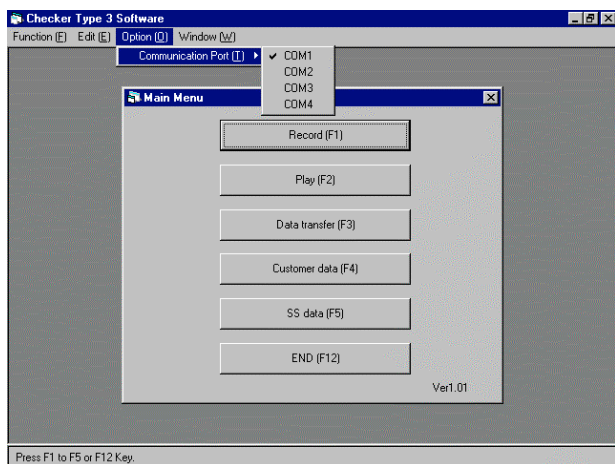 Checker Type 3 Software
Function (F) Edit (E) Option (O) Window (W)
Communication Port (T)
COM1
COM2
COM3
COM4
Main Menu
Record (F1)
Play (F2)
Data transfer (F3)
Customer data (F4)
SS data (F5)
END (F12)
Ver1.01
Press F1 to F5 or F12 Key.